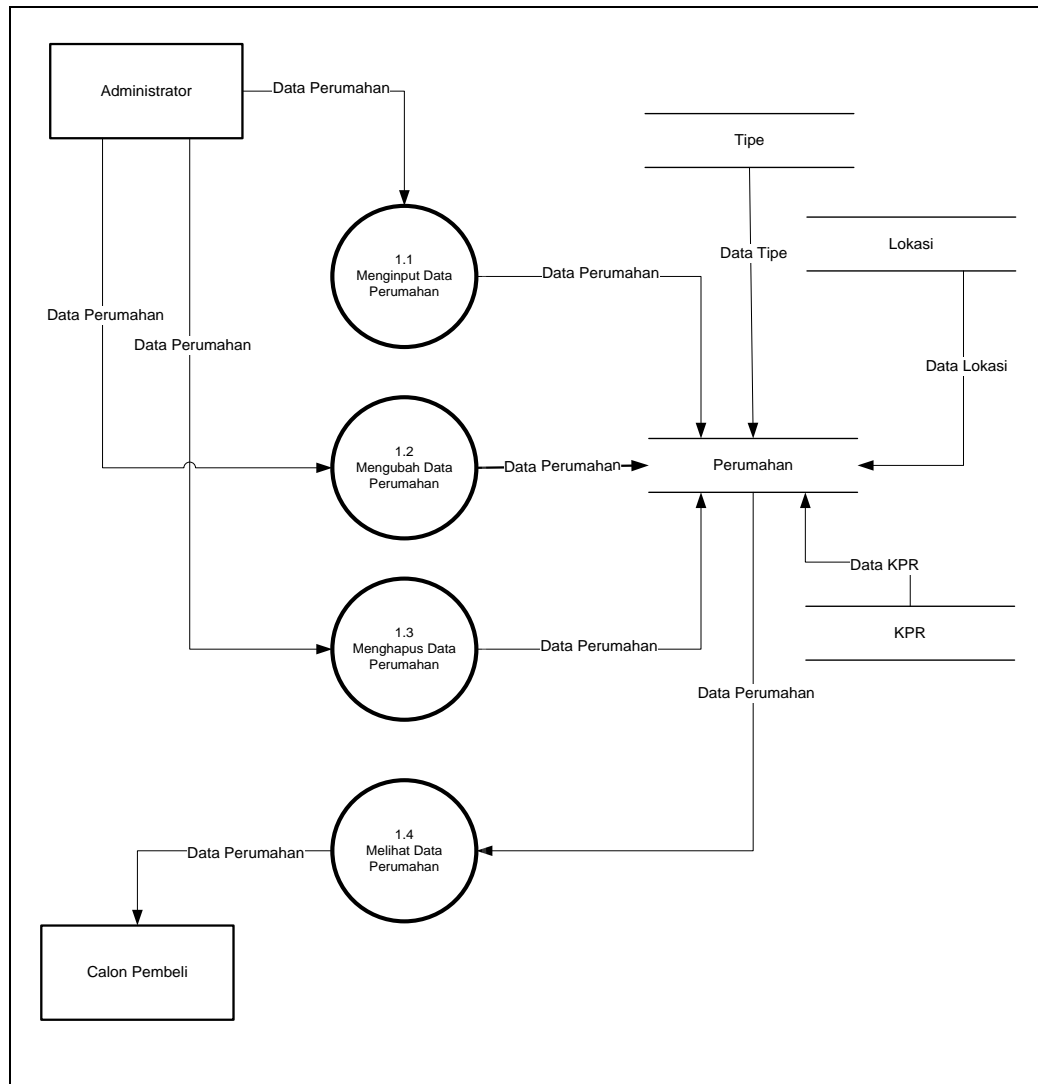 Administrator
Data Perumahan
Tipe
Lokasi
1.1
Menginput Data
Perumahan
Data Perumahan
Data Tipe
Data Perumahan
Data Perumahan
Data Lokasi
1.2
Mengubah Data
Perumahan
Data Perumahan
Perumahan
Data KPR
KPR
1.3
Menghapus Data
Perumahan
Data Perumahan
Data Perumahan
1.4
Melihat Data
Perumahan
Data Perumahan
Calon Pembeli